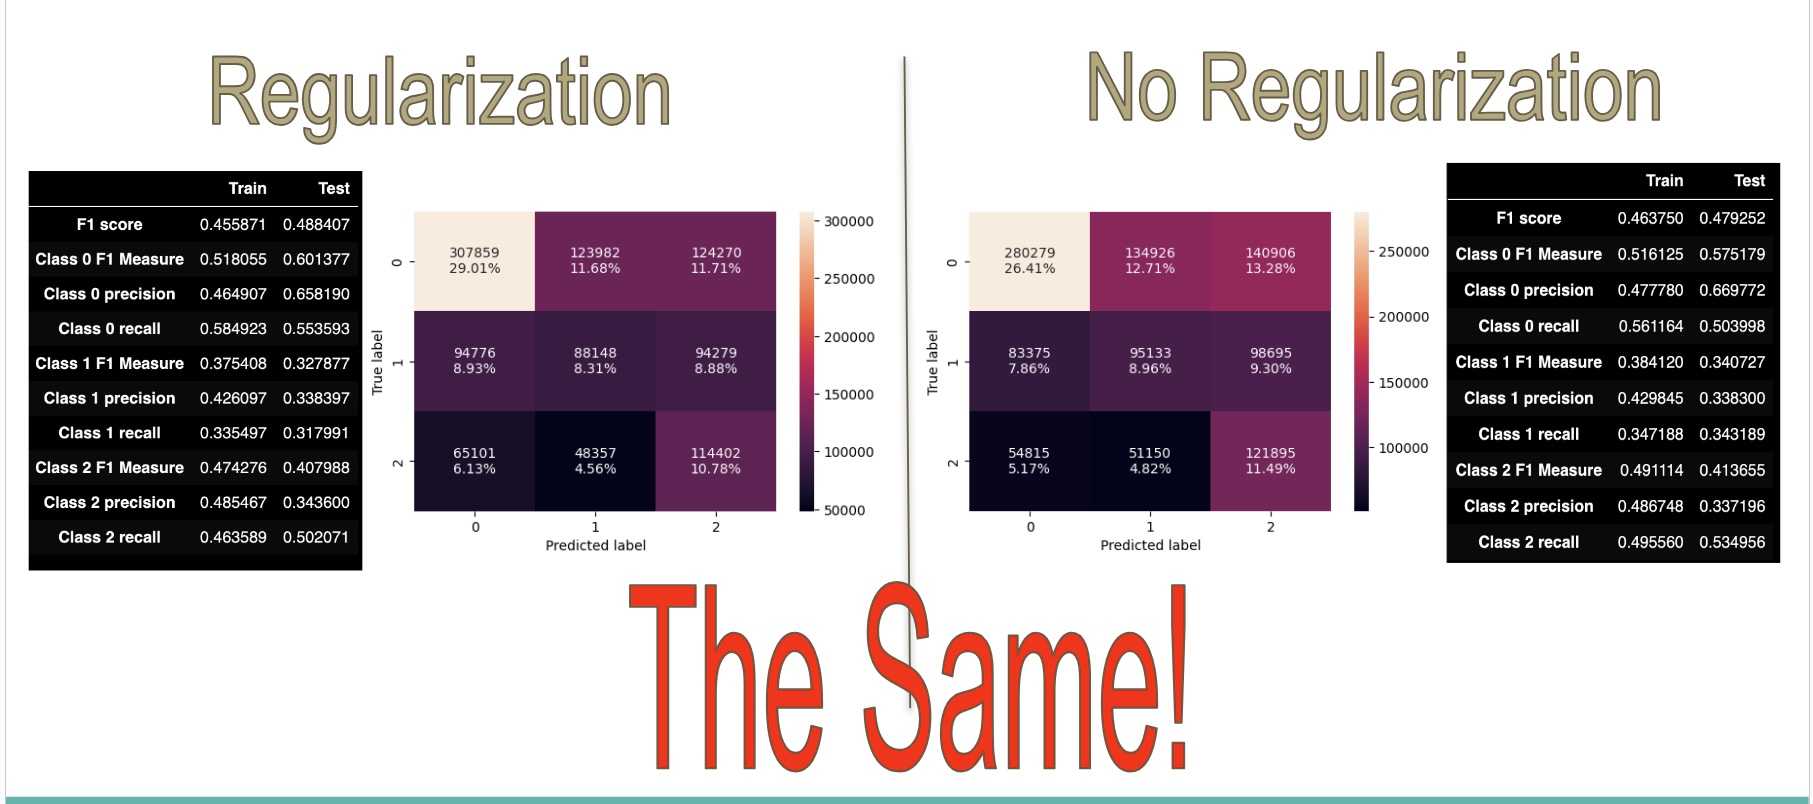 Regularization
Train Test
F1 score 0.455871 0.488407
Class 0 F1 Measure 0.518055 0.601377
Class 0 precision 0.464907 0.658190
Class 0 recall 0.584923 0.553593
Class 1 F1 Measure 0.375408 0.327877
Class 1 precision 0.426097 0.338397
Class 1 recall 0.335497 0.317991
Class 2 F1 Measure 0.474276 0.407988
Class 2 precision 0.485467 0.343600
Class 2 recall 0.463589 0.502071
True label
0
1
2
307859 123982 124270
29.01% 11.68% 11.71%
94776 88148 94279
8.93% 8.31% 8.88%
65101 48357 114402
6.13% 4.56% 10.78%
0 1 2
Predicted label
300000
250000
200000
150000
100000
50000
No Regularization
True label
0
1
2
280279 134926 140906
26.41% 12.71% 13.28%
83375 95133 98695
7.86% 8.96% 9.30%
54815 51150 121895
5.17% 4.82% 11.49%
0 1 2
Predicted label
250000
200000
150000
100000
Train Test
F1 score 0.463750 0.479252
Class 0 F1 Measure 0.516125 0.575179
Class 0 precision 0.477780 0.669772
Class 0 recall 0.561164 0.503998
Class 1 F1 Measure 0.384120 0.340727
Class 1 precision 0.429845 0.338300
Class 1 recall 0.347188 0.343189
Class 2 F1 Measure 0.491114 0.413655
Class 2 precision 0.486748 0.337196
Class 2 recall 0.495560 0.534956
The Same!